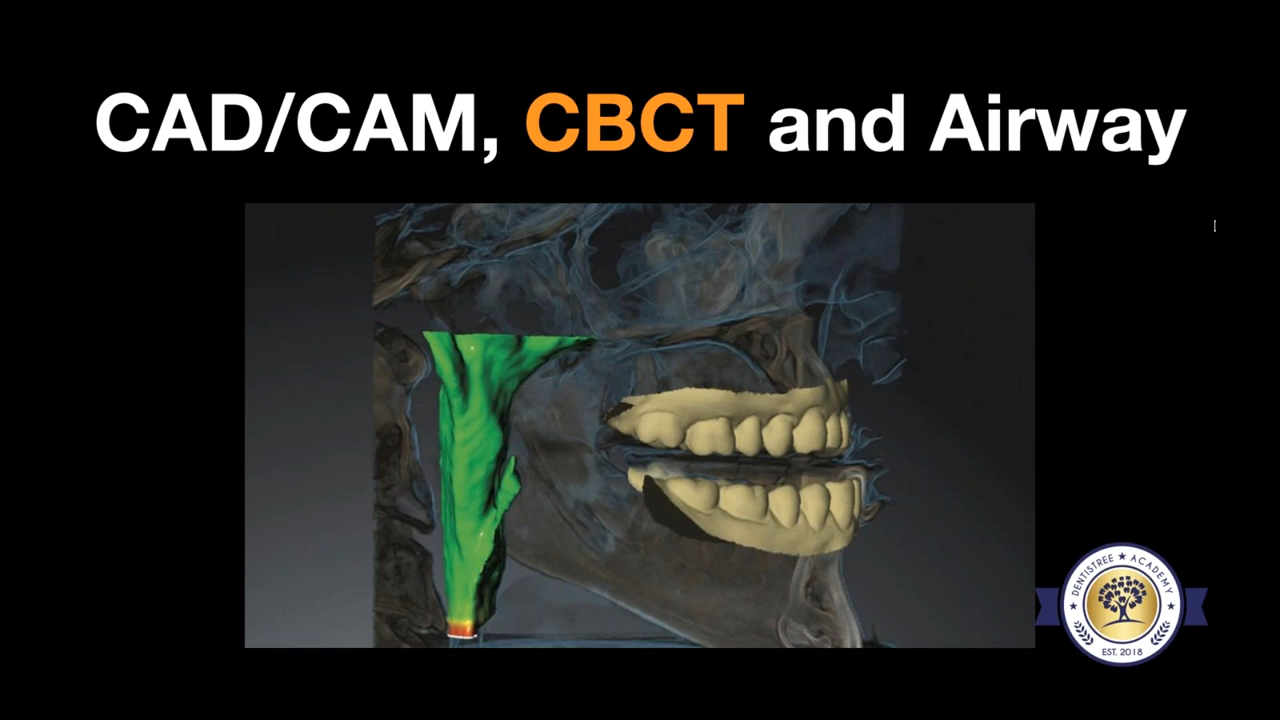 CAD/CAM, CBCT and Airway
DENTISTREE ★ ACADEMY
EST. 2018